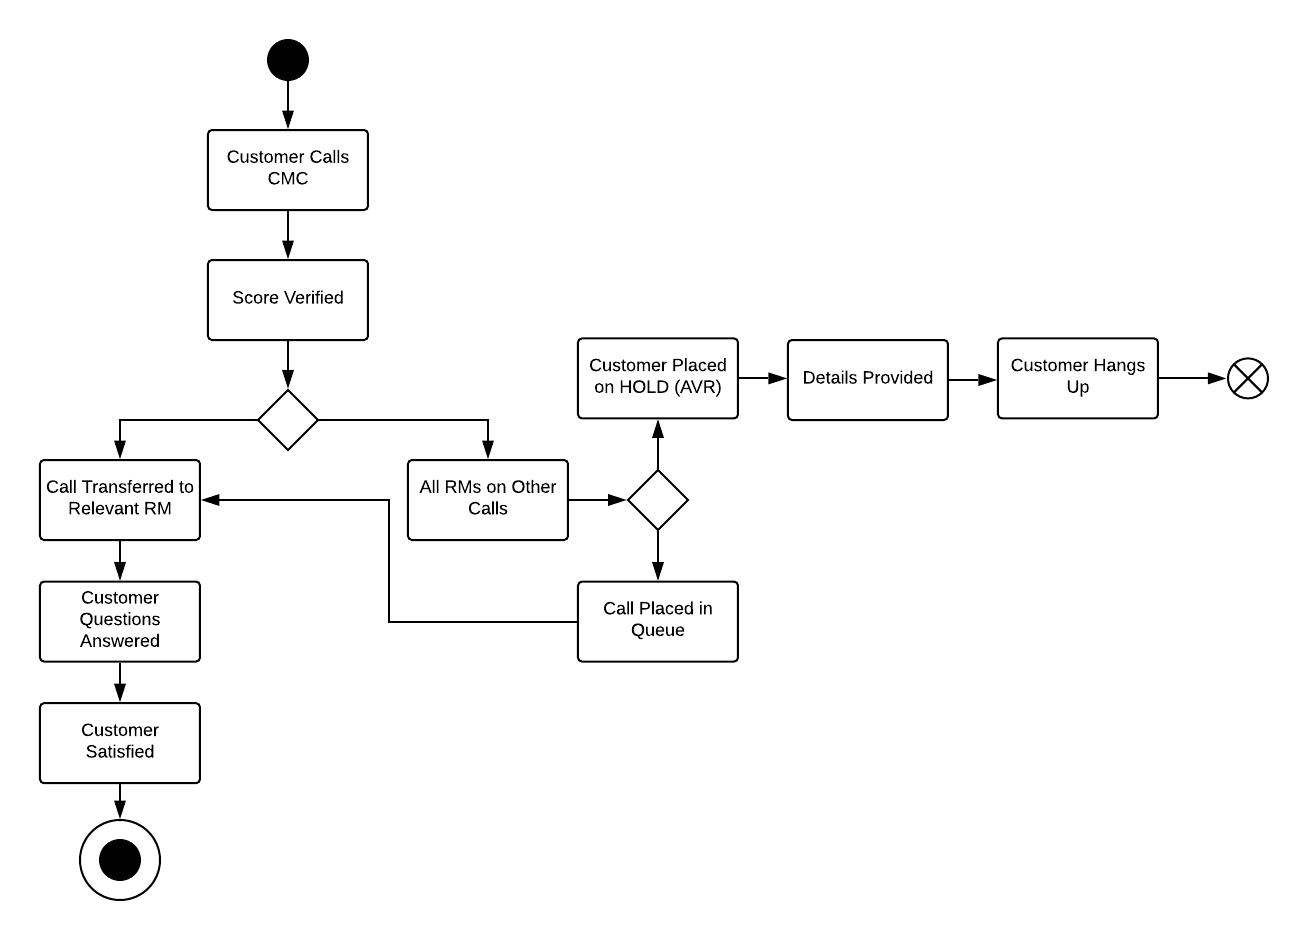 Customer Calls
CMC
Score Verified
Customer Placed
on HOLD (AVR)
Details Provided
Customer Hangs
Up
Call Transferred to
Relevant RM
All RMs on Other
Calls
Customer
Questions
Answered
Call Placed in
Queue
Customer
Satisfied